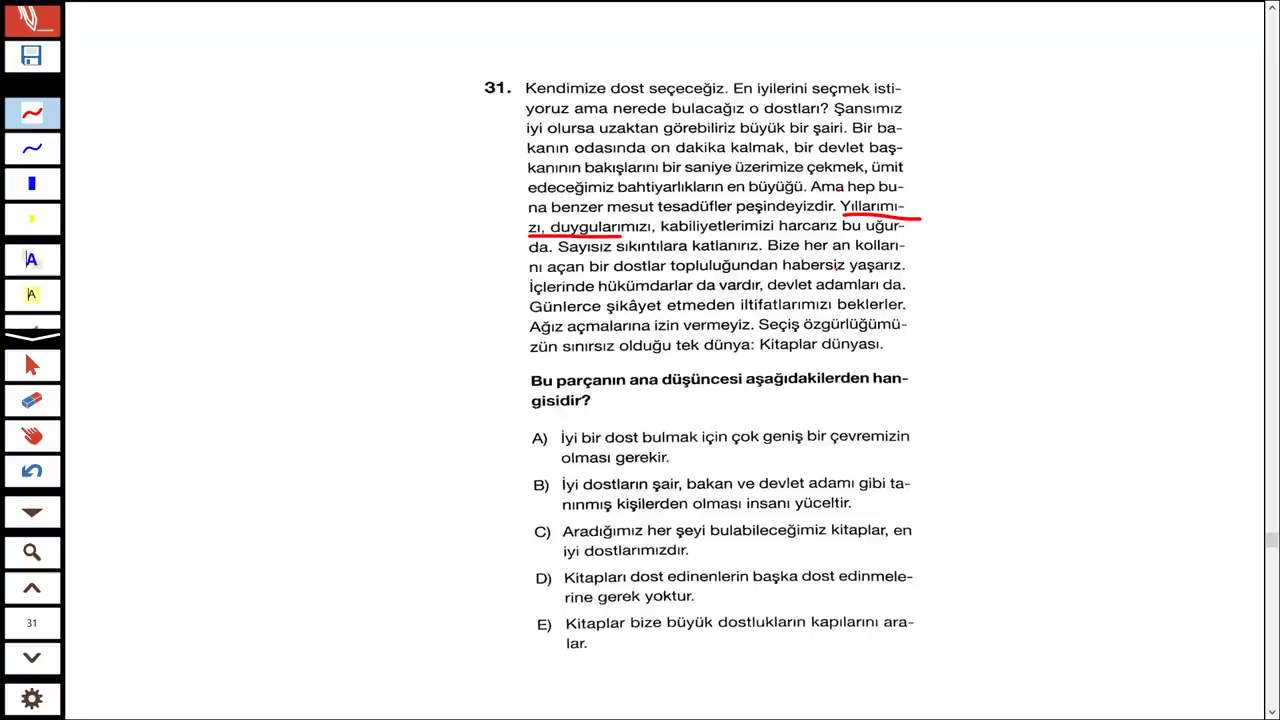 31. Kendimize dost seçeceğiz. En iyilerini seçmek isti-
yoruz ama nerede bulacağız o dostları? Şansımız
iyi olursa uzaktan görebiliriz büyük bir şairi. Bir ba-
kanın odasında on dakika kalmak, bir devlet baş-
kanının bakışlarını bir saniye üzerimize çekmek, ümit
edeceğimiz bahtiyarlıkların en büyüğü. Ama hep bu-
na benzer mesut tesadüfler peşindeyizdir. Yıllarımı-
zı, duygularımızı, kabiliyetlerimizi harcarız bu uğur-
da. Sayısız sıkıntılara katlanırız. Bize her an kolları-
nı açan bir dostlar topluluğundan habersiz yaşarız.
İçlerinde hükümdarlar da vardır, devlet adamları da.
Günlerce şikâyet etmeden iltifatlarımızı beklerler.
Ağız açmalarına izin vermeyiz. Seçiş özgürlüğümü-
zün sınırsız olduğu tek dünya: Kitaplar dünyası.
Bu parçanın ana düşüncesi aşağıdakilerden han-
gisidir?
A) İyi bir dost bulmak için çok geniş bir çevremizin
olması gerekir.
B) İyi dostların şair, bakan ve devlet adamı gibi ta-
nınmış kişilerden olması insanı yüceltir.
C) Aradığımız her şeyi bulabileceğimiz kitaplar, en
iyi dostlarımızdır.
D) Kitapları dost edinenlerin başka dost edinmele-
rine gerek yoktur.
E) Kitaplar bize büyük dostlukların kapılarını ara-
lar.
A
A
31